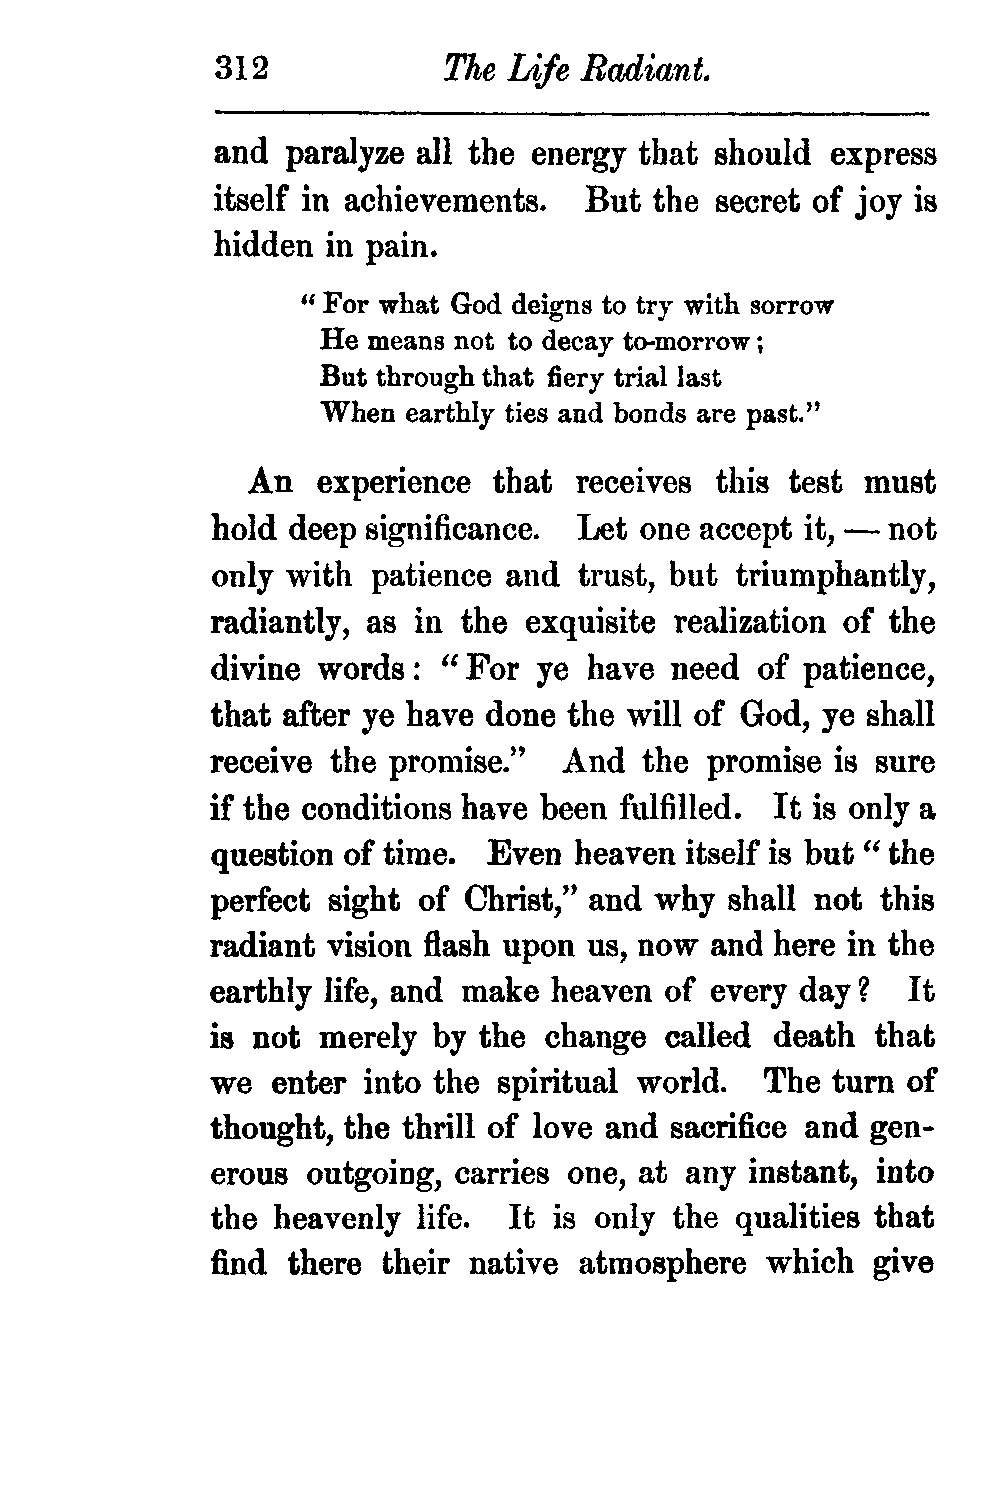 312 The Life Radiant.
and paralyze all the energy that should express
itself in achievements. But the secret of joy is
hidden in pain.
“ For what God deigns to try with sorrow
He means not to decay to-morrow;
But through that fiery trial last
When earthly ties and bonds are past.”
An experience that receives this test must
hold deep significance. Let one accept it, — not
only with patience and trust, but triumphantly,
radiantly, as in the exquisite realization of the
divine words: “ For ye have need of patience,
that after ye have done the will of God, ye shall
receive the promise.” And the promise is sure
if the conditions have been fulfilled. It is only a
question of time. Even heaven itself is but “ the
perfect sight of Christ,” and why shall not this
radiant vision flash upon us, now and here in the
earthly life, and make heaven of every day? It
is not merely by the change called death that
we enter into the spiritual world. The turn of
thought, the thrill of love and sacrifice and gen-
erous outgoing, carries one, at any instant, into
the heavenly life. It is only the qualities that
find there their native atmosphere which give